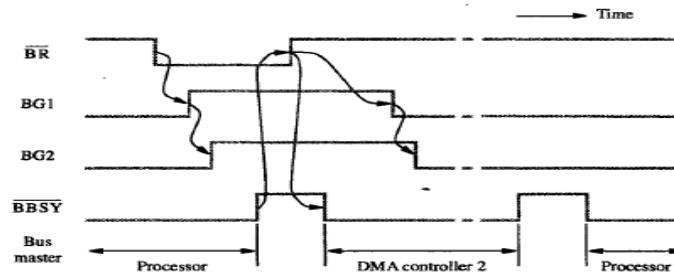 Time
BR
BG1
BG2
BBSY
Bus
master
Processor
DMA controller 2
Processor